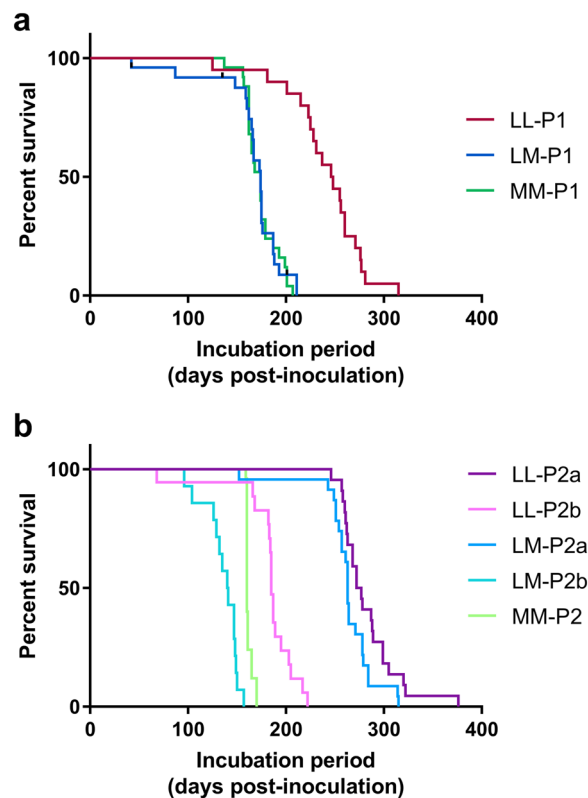 a
Percent survival
100
50
0
0 100 200 300 400
Incubation period
(days post-inoculation)
LL-P1
LM-P1
MM-P1
b
Percent survival
100
50
0
0 100 200 300 400
Incubation period
(days post-inoculation)
LL-P2a
LL-P2b
LM-P2a
LM-P2b
MM-P2